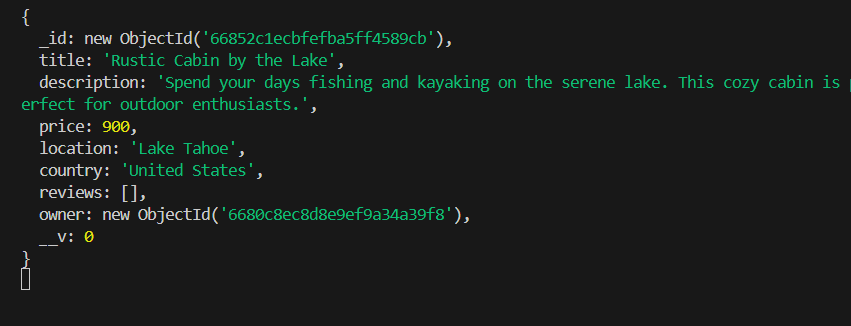 {
  _id: new ObjectId('66852c1ecbfefba5ff4589cb'),
  title: 'Rustic Cabin by the Lake',
  description: 'Spend your days fishing and kayaking on the serene lake. This cozy cabin is p
erfect for outdoor enthusiasts.',
  price: 900,
  location: 'Lake Tahoe',
  country: 'United States',
  reviews: [],
  owner: new ObjectId('6680c8ec8d8e9ef9a34a39f8'),
  __v: 0
}